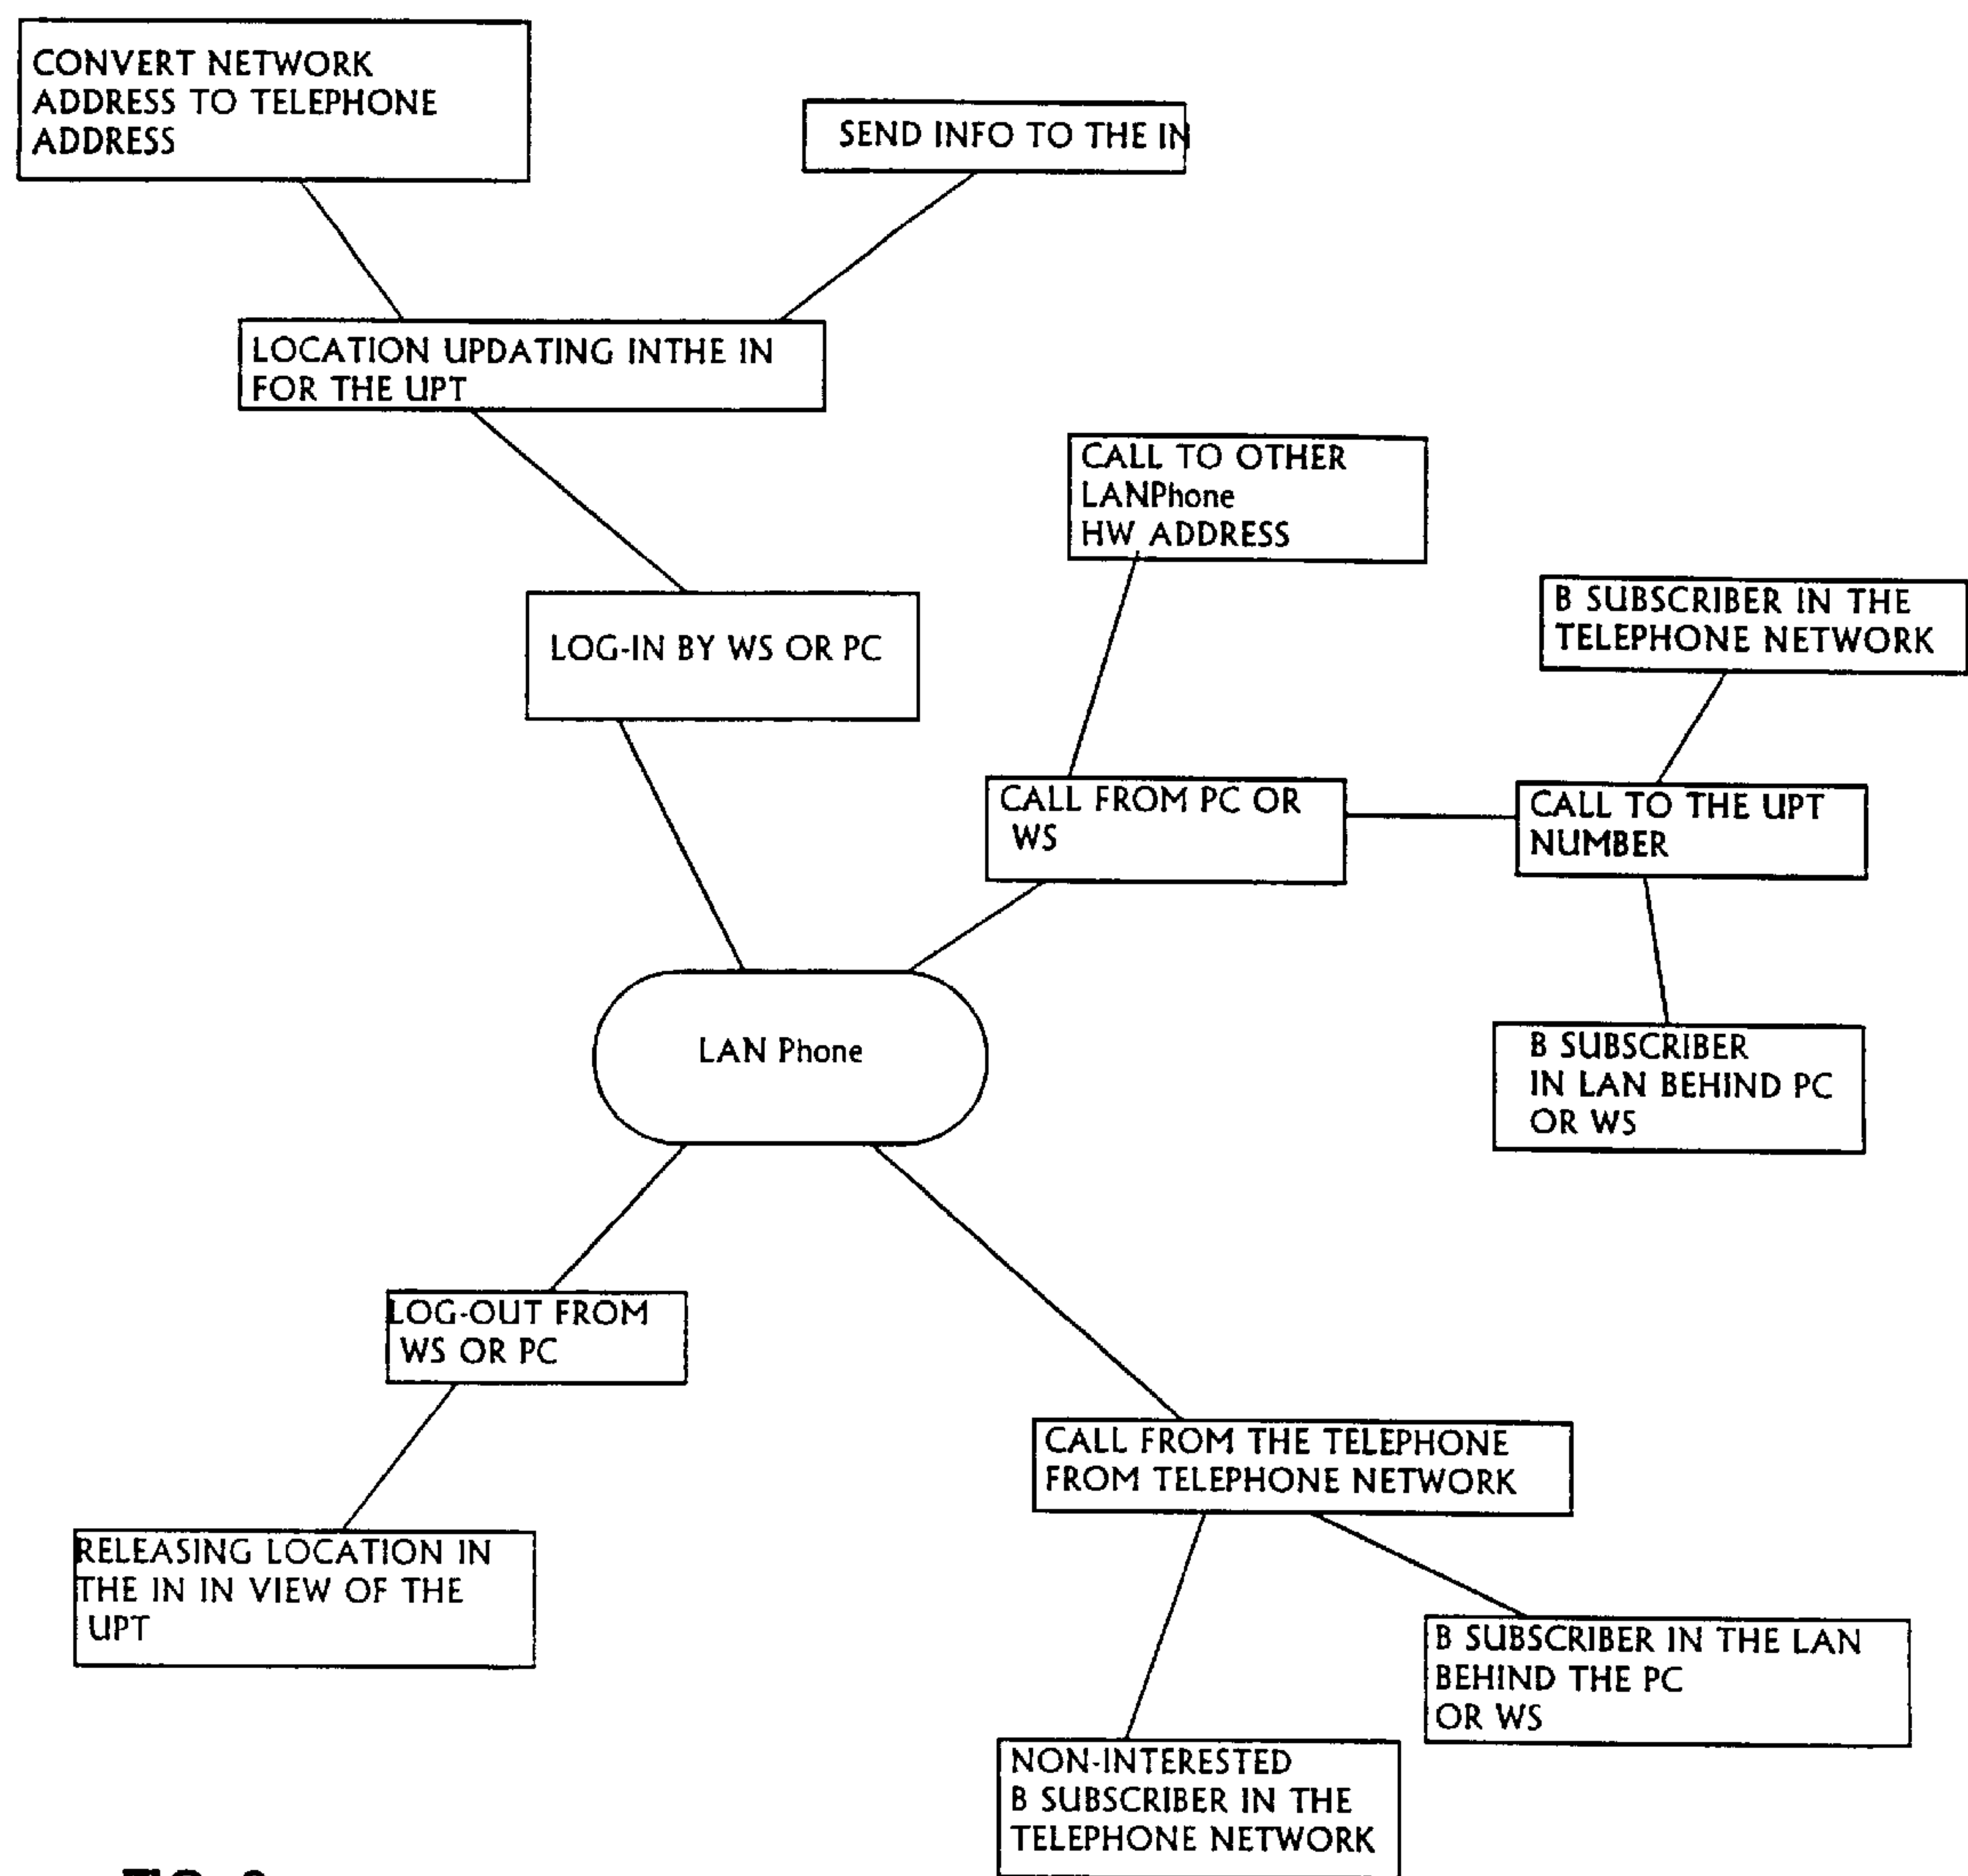 CONVERT NETWORK
ADDRESS TO TELEPHONE
ADDRESS
SEND INFO TO THE IN
LOCATION UPDATING INTHE IN
FOR THE UPT
CALL TO OTHER
LANPhone
HW ADDRESS
B SUBSCRIBER IN THE
TELEPHONE NETWORK
LOG-IN BY WS OR PC
CALL FROM PC OR
WS
CALL TO THE UPT
NUMBER
LAN Phone
B SUBSCRIBER
IN LAN BEHIND PC
OR WS
LOG-OUT FROM
WS OR PC
CALL FROM THE TELEPHONE
FROM TELEPHONE NETWORK
RELEASING LOCATION IN
THE IN IN VIEW OF THE
UPT
B SUBSCRIBER IN THE LAN
BEHIND THE PC
OR WS
NON-INTERESTED
B SUBSCRIBER IN THE
TELEPHONE NETWORK